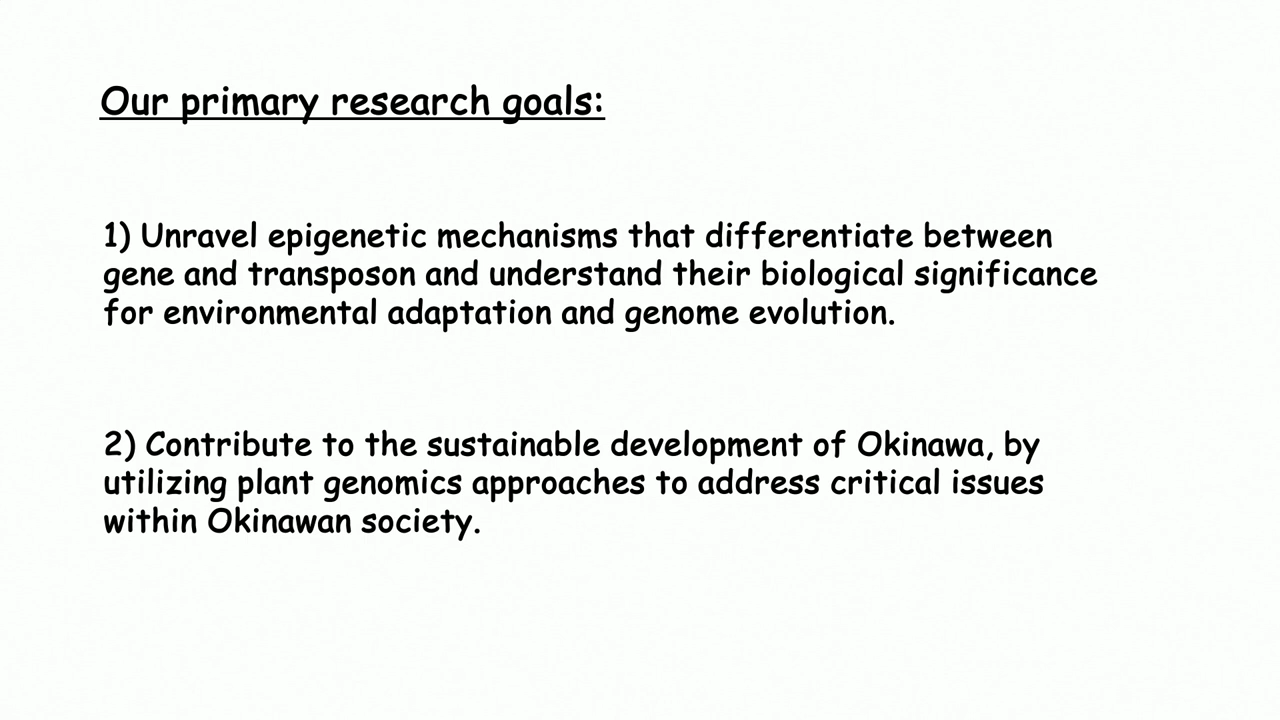 Our primary research goals:
1) Unravel epigenetic mechanisms that differentiate between
gene and transposon and understand their biological significance
for environmental adaptation and genome evolution.
2) Contribute to the sustainable development of Okinawa, by
utilizing plant genomics approaches to address critical issues
within Okinawan society.